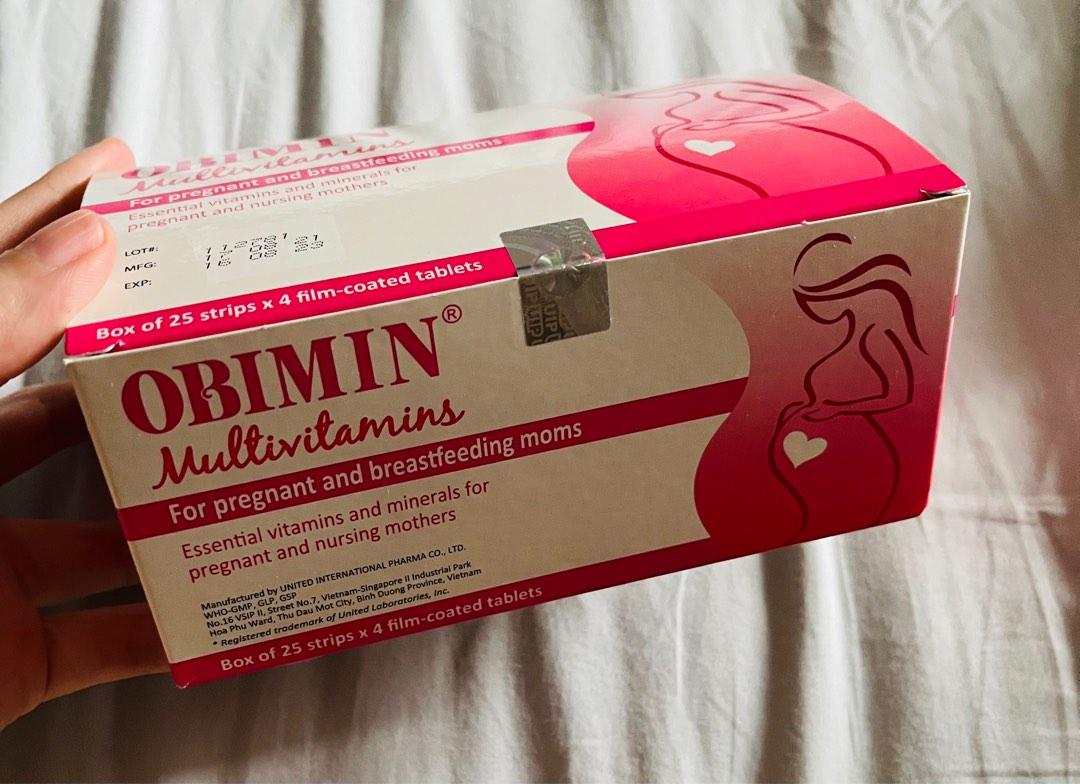 OBIMIN
Multivitamins
For pregnant and breastfeeding moms
Essential vitamins and minerals for
pregnant and nursing mothers
LOT#:
MFG:
EXP:
Box of 25 strips x 4 film-coated tablets
OBIMIN®
Multivitamins
For pregnant and breastfeeding moms
Essential vitamins and minerals for
pregnant and nursing mothers
Manufactured by UNITED INTERNATIONAL PHARMA CO., LTD.
WHO-GMP, GLP, GSP
No.16 VSIP II, Street No.7, Vietnam-Singapore II Industrial Park
Hoa Phu Ward, Thu Dau Mot City, Binh Duong Province, Vietnam
* Registered trademark of United Laboratories, Inc.
Box of 25 strips x 4 film-coated tablets